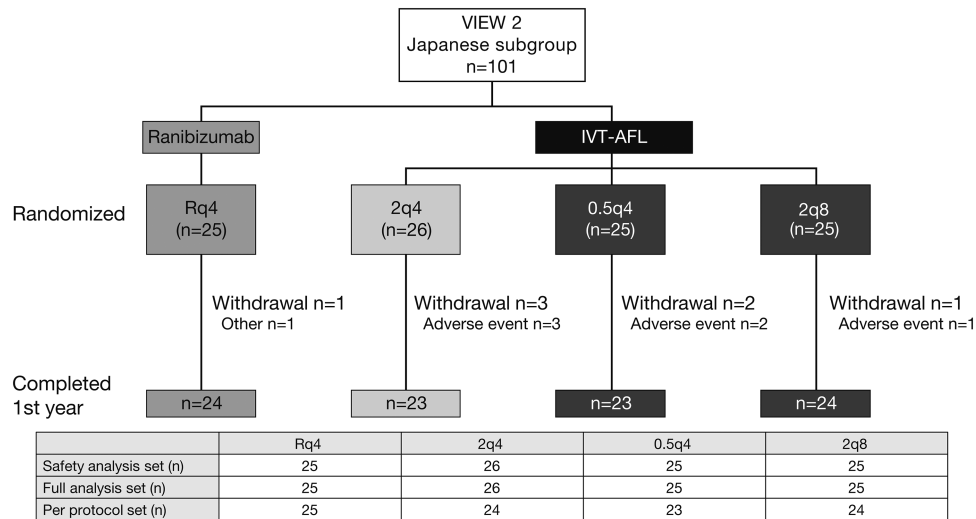 VIEW 2
Japanese subgroup
n=101
Ranibizumab
IVT-AFL
Randomized
Rq4
(n=25)
2q4
(n=26)
0.5q4
(n=25)
2q8
(n=25)
Withdrawal n=1
Other n=1
Withdrawal n=3
Adverse event n=3
Withdrawal n=2
Adverse event n=2
Withdrawal n=1
Adverse event n=1
Completed
1st year
n=24
n=23
n=23
n=24
Rq4 2q4 0.5q4 2q8
Safety analysis set (n) 25 26 25 25
Full analysis set (n) 25 26 25 25
Per protocol set (n) 25 24 23 24